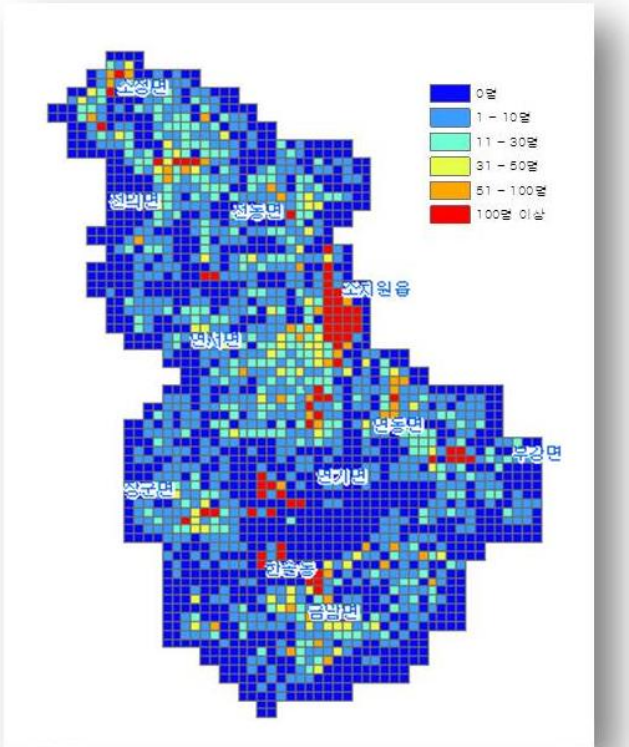 0명
1 - 10명
11 - 30명
31 - 50명
51 - 100명
100명 이상
소정면
전의면
전동면
조치원읍
연서면
연동면
부강면
연기면
장군면
한솔동
금남면